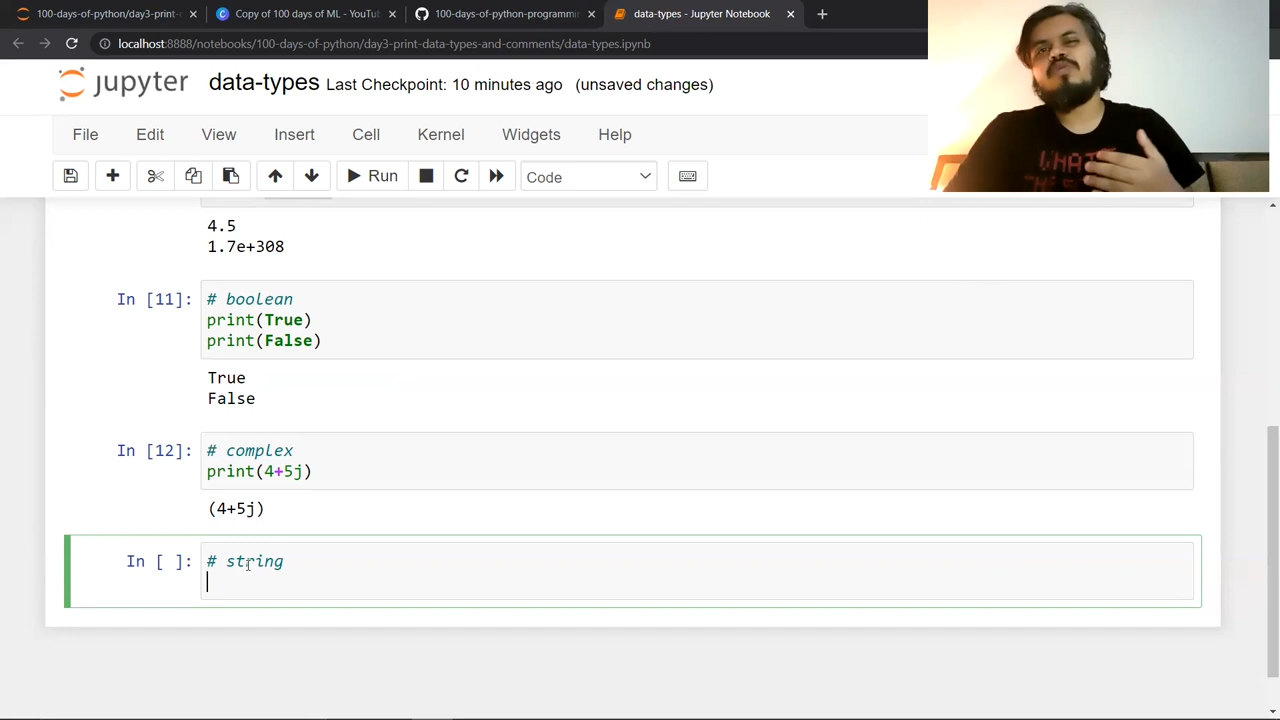 100-days-of-python/day3-print-
Copy of 100 days of ML - YouTu
100-days-of-python-programmin
data-types - Jupyter Notebook
localhost:8888/notebooks/100-days-of-python/day3-print-data-types-and-comments/data-types.ipynb
jupyter data-types Last Checkpoint: 10 minutes ago (unsaved changes)
File Edit View Insert Cell Kernel Widgets Help
Run Code
4.5
1.7e+308
In [11]: # boolean
print(True)
print(False)
True
False
In [12]: # complex
print(4+5j)
(4+5j)
In [ ]: # string
WHAT